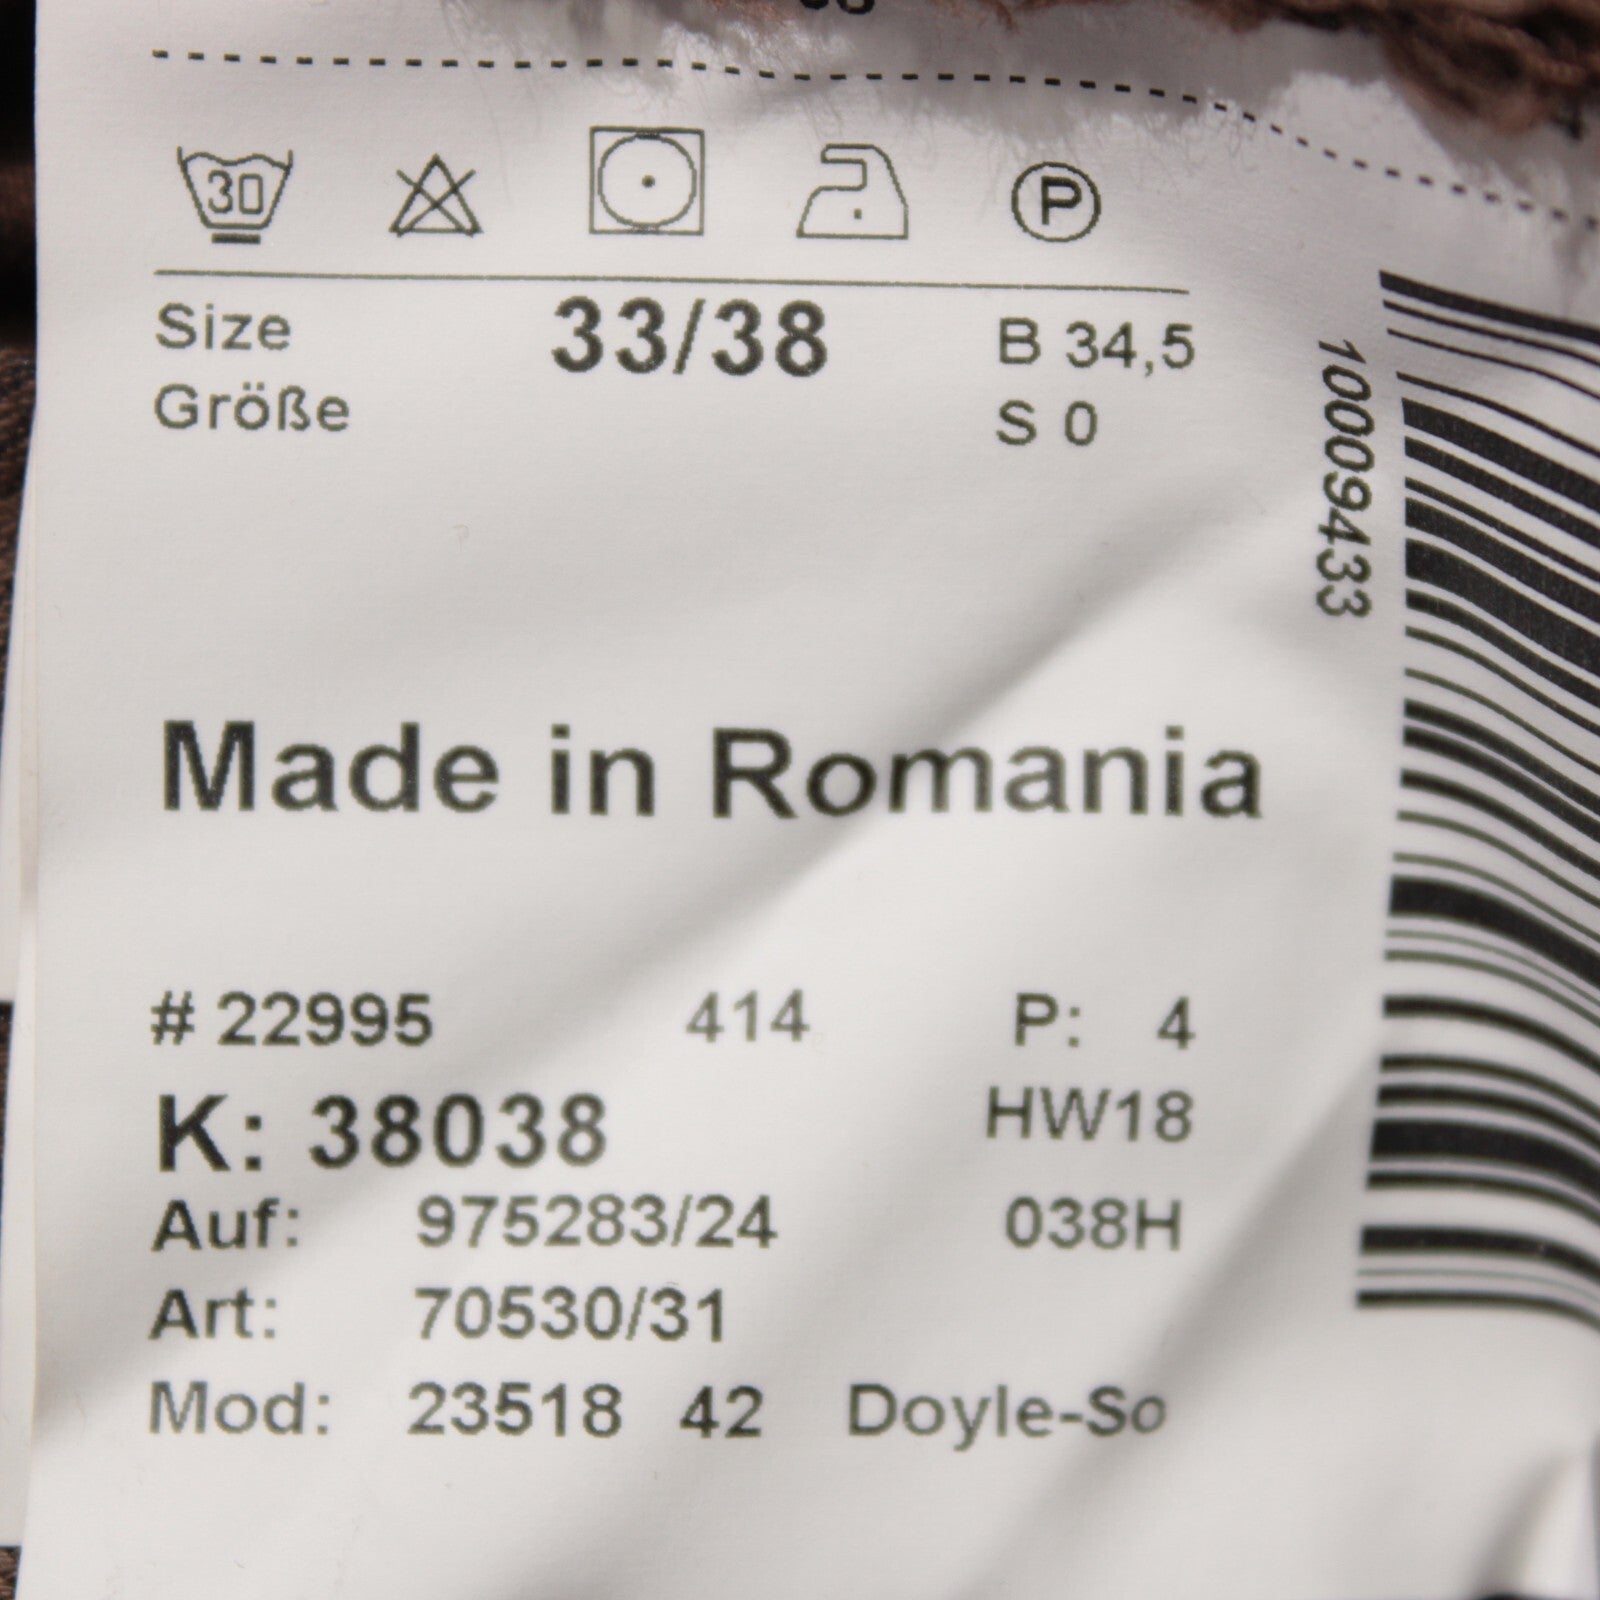 30
P
Size 33/38 B 34,5
Größe S 0
10009433
Made in Romania
# 22995 414 P: 4
K: 38038 HW18
Auf: 975283/24 038H
Art: 70530/31
Mod: 23518 42 Doyle-So